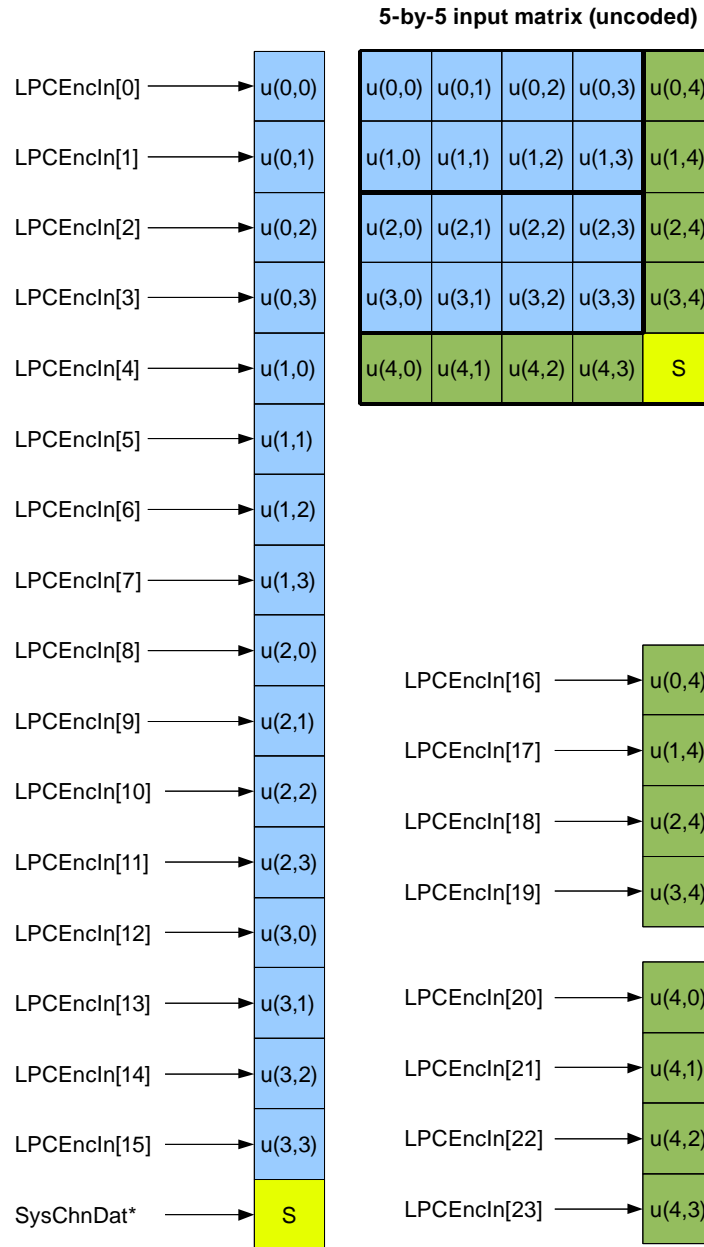 5-by-5 input matrix (uncoded)
LPCEncIn[0] u(0,0)
LPCEncIn[1] u(0,1)
LPCEncIn[2] u(0,2)
LPCEncIn[3] u(0,3)
LPCEncIn[4] u(1,0)
LPCEncIn[5] u(1,1)
LPCEncIn[6] u(1,2)
LPCEncIn[7] u(1,3)
LPCEncIn[8] u(2,0)
LPCEncIn[9] u(2,1)
LPCEncIn[10] u(2,2)
LPCEncIn[11] u(2,3)
LPCEncIn[12] u(3,0)
LPCEncIn[13] u(3,1)
LPCEncIn[14] u(3,2)
LPCEncIn[15] u(3,3)
SysChnDat* S
u(0,0) u(0,1) u(0,2) u(0,3) u(0,4)
u(1,0) u(1,1) u(1,2) u(1,3) u(1,4)
u(2,0) u(2,1) u(2,2) u(2,3) u(2,4)
u(3,0) u(3,1) u(3,2) u(3,3) u(3,4)
u(4,0) u(4,1) u(4,2) u(4,3) S
LPCEncIn[16] u(0,4)
LPCEncIn[17] u(1,4)
LPCEncIn[18] u(2,4)
LPCEncIn[19] u(3,4)
LPCEncIn[20] u(4,0)
LPCEncIn[21] u(4,1)
LPCEncIn[22] u(4,2)
LPCEncIn[23] u(4,3)